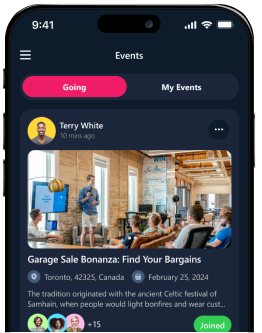 9:41
Events
Going
My Events
Terry White
10 mins ago
Garage Sale Bonanza: Find Your Bargains
Toronto, 42325, Canada
February 25, 2024
The tradition originated with the ancient Celtic festival of
Samhain, when people would light bonfires and wear cust...
+15
Joined